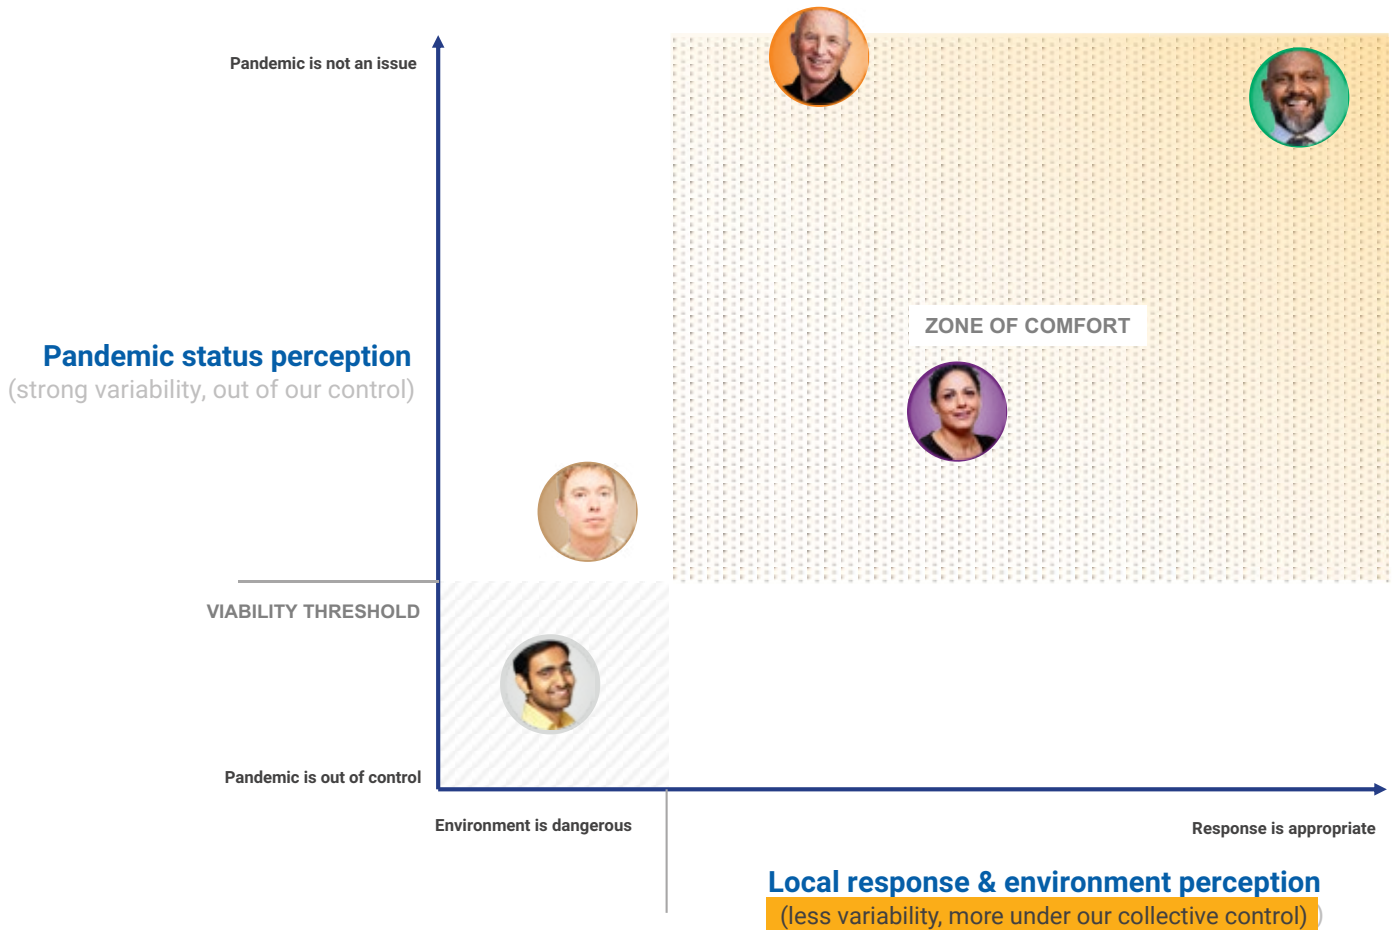 Pandemic is not an issue
ZONE OF COMFORT
Pandemic status perception
(strong variability, out of our control)
VIABILITY THRESHOLD
Pandemic is out of control
Environment is dangerous
Response is appropriate
Local response & environment perception
(less variability, more under our collective control)